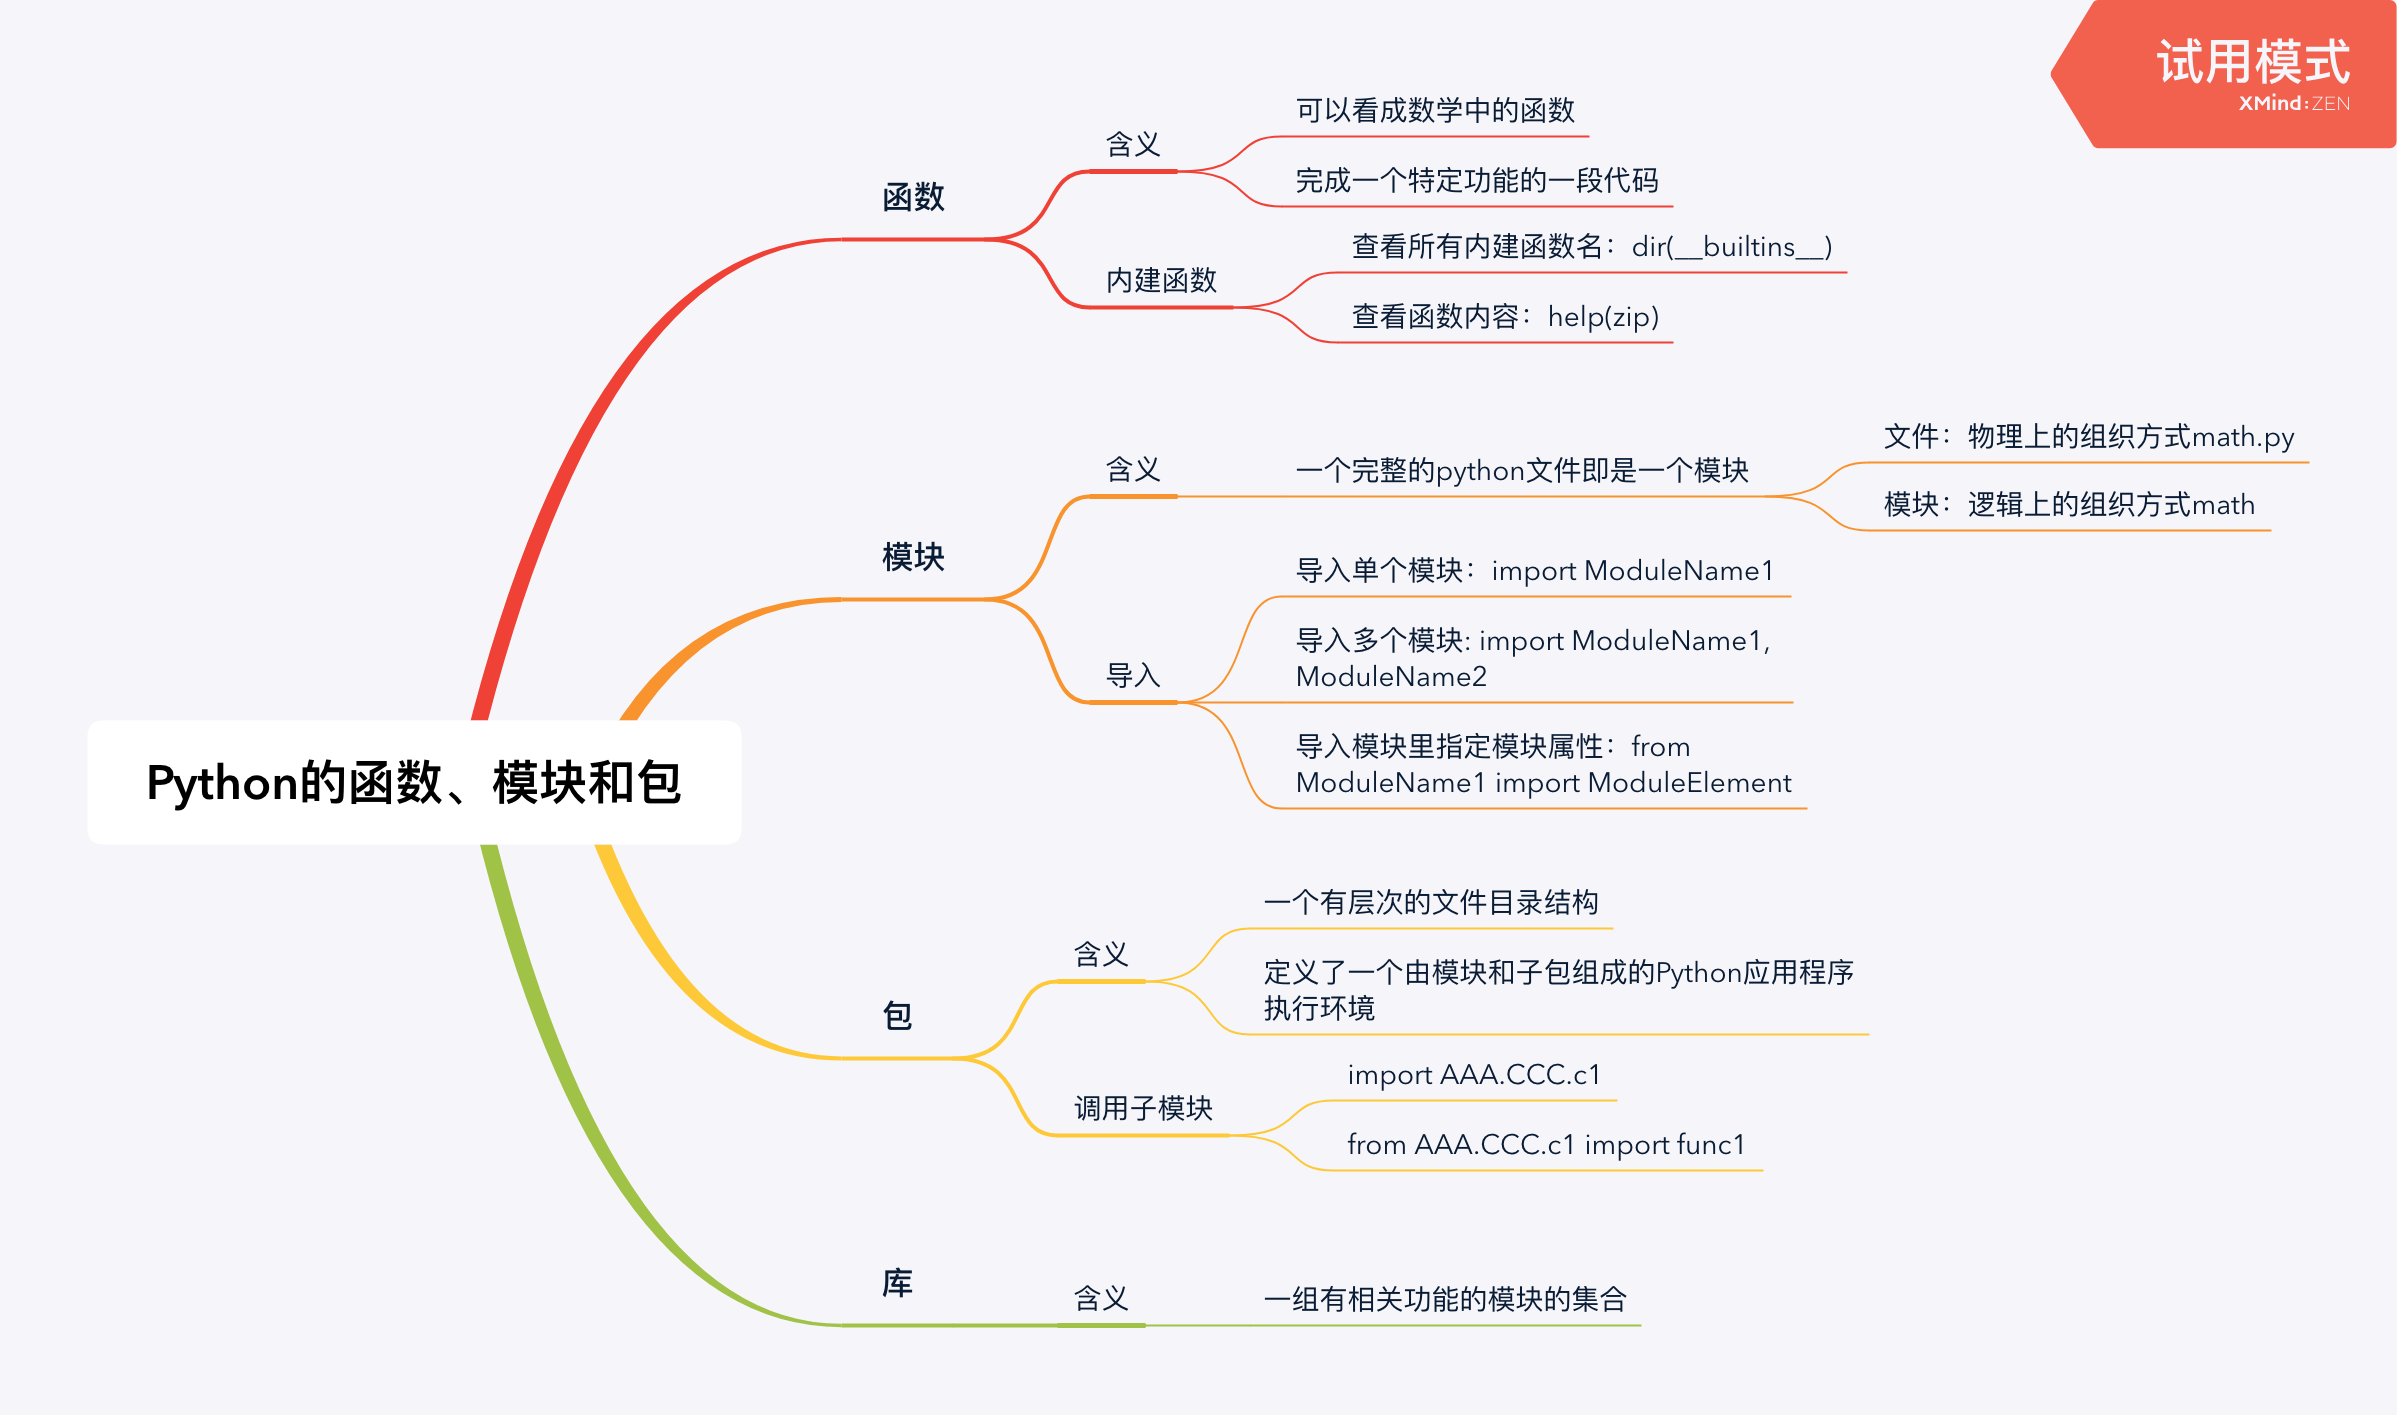 试用模式
XMind:ZEN
Python的函数、模块和包
函数
含义
可以看成数学中的函数
完成一个特定功能的一段代码
内建函数
查看所有内建函数名：dir(__builtins__)
查看函数内容：help(zip)
模块
含义
一个完整的python文件即是一个模块
文件：物理上的组织方式math.py
模块：逻辑上的组织方式math
导入
导入单个模块：import ModuleName1
导入多个模块: import ModuleName1,
ModuleName2
导入模块里指定模块属性：from
ModuleName1 import ModuleElement
包
含义
一个有层次的文件目录结构
定义了一个由模块和子包组成的Python应用程序
执行环境
调用子模块
import AAA.CCC.c1
from AAA.CCC.c1 import func1
库
含义
一组有相关功能的模块的集合